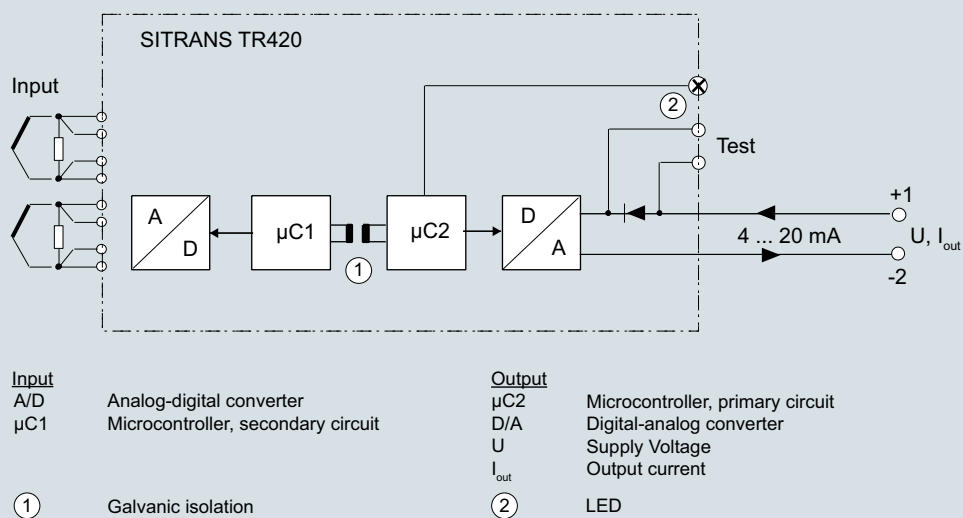 SITRANS TR420
Input
2
Test
A
D
µC1
µC2
D
A
+1
4 ... 20 mA
U, Iout
-2
1
Input
A/D Analog-digital converter
µC1 Microcontroller, secondary circuit
Output
µC2 Microcontroller, primary circuit
D/A Digital-analog converter
U Supply Voltage
Iout Output current
1 Galvanic isolation
2 LED